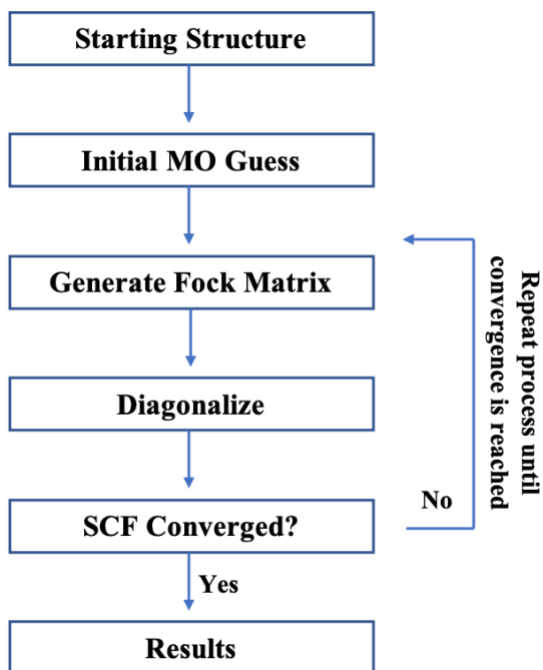 Starting Structure
Initial MO Guess
Generate Fock Matrix
Diagonalize
SCF Converged?
No
Repeat process until
convergence is reached
Yes
Results